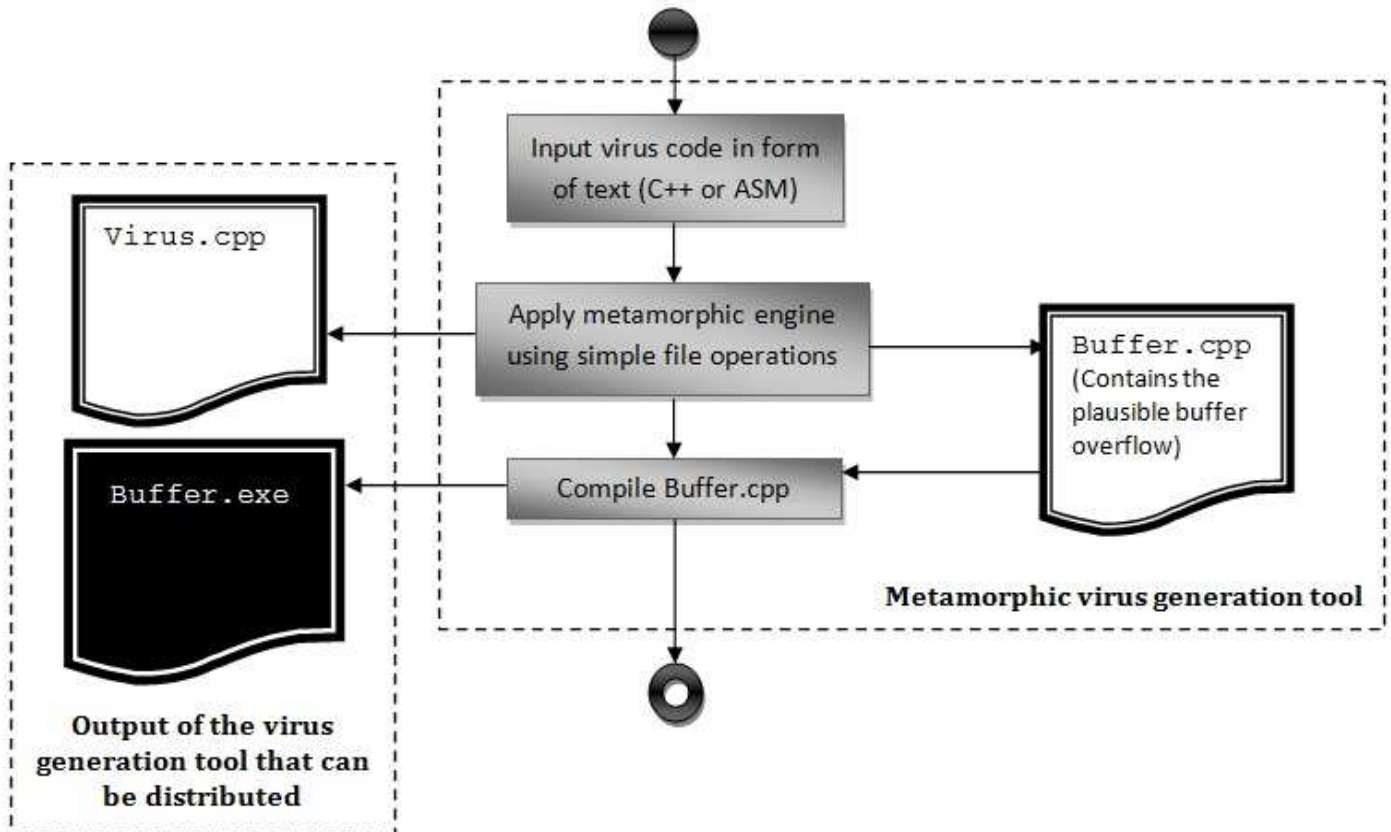 Input virus code in form
of text (C++ or ASM)
Virus.cpp
Apply metamorphic engine
using simple file operations
Buffer.cpp
(Contains the
plausible buffer
overflow)
Buffer.exe
Compile Buffer.cpp
Metamorphic virus generation tool
Output of the virus
generation tool that can
be distributed